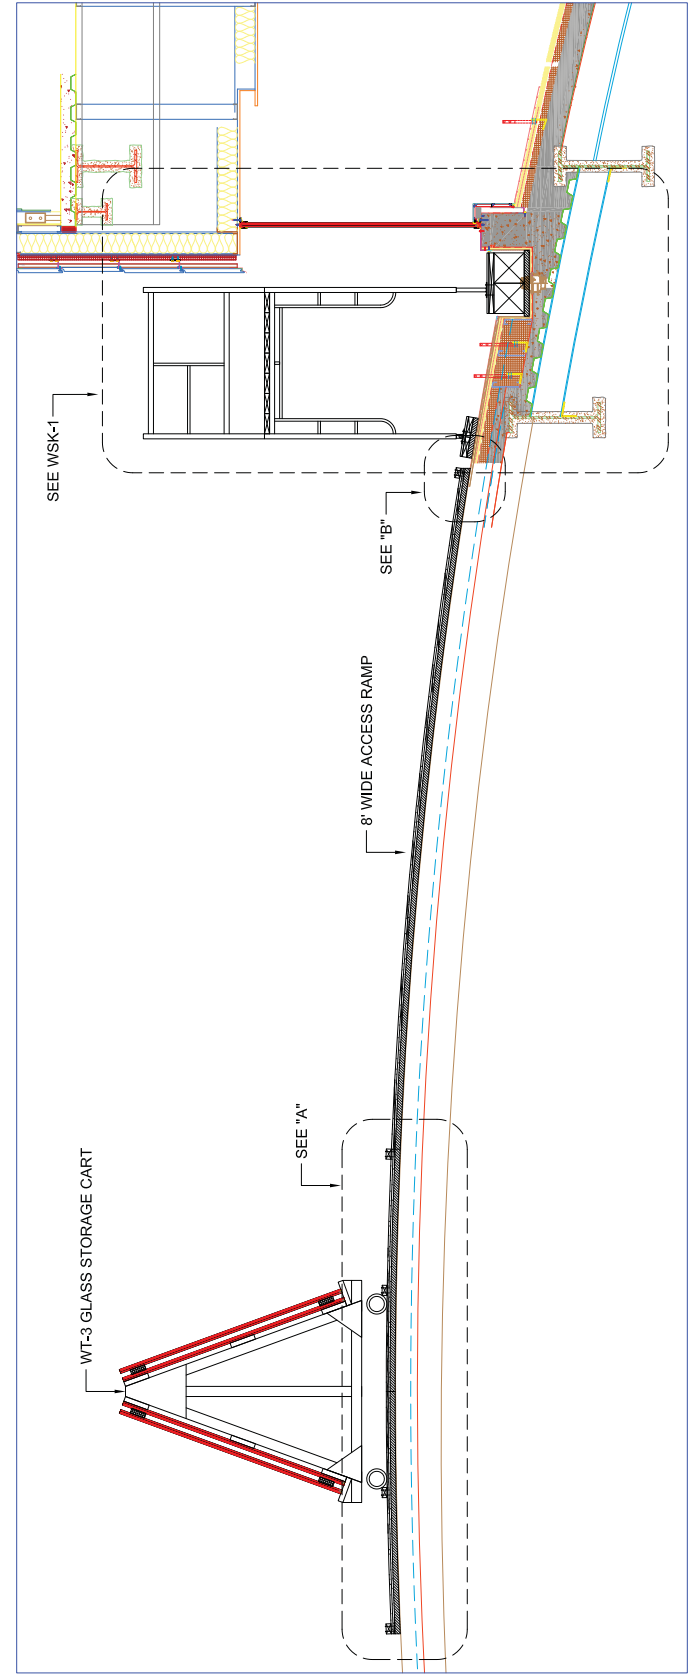 SEE WSK-1
SEE "B"
8' WIDE ACCESS RAMP
SEE "A"
WT-3 GLASS STORAGE CART